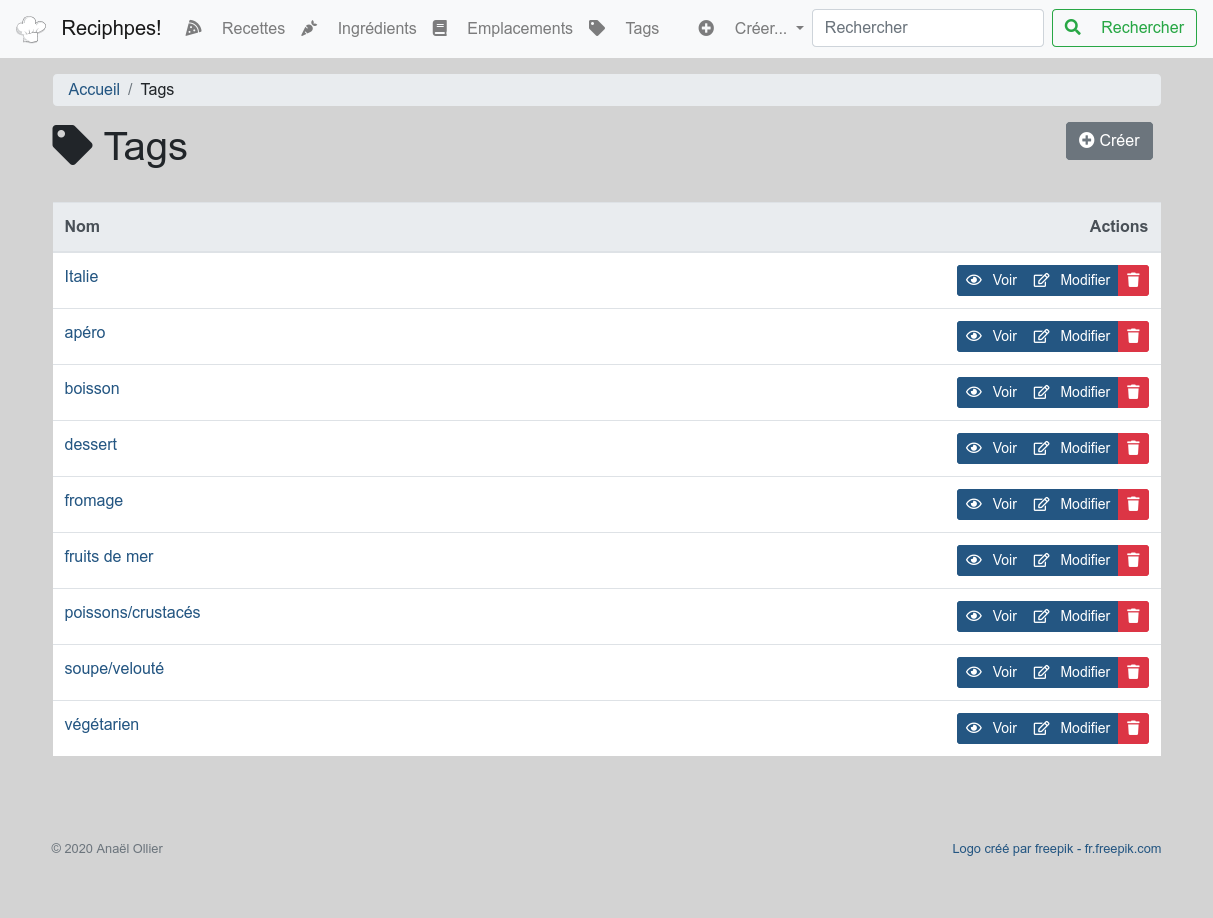 Reciphpes! Recettes Ingrédients Emplacements Tags Créer... Rechercher Rechercher
Accueil / Tags
Tags Créer
Nom Actions
Italie Voir Modifier
apéro Voir Modifier
boisson Voir Modifier
dessert Voir Modifier
fromage Voir Modifier
fruits de mer Voir Modifier
poissons/crustacés Voir Modifier
soupe/velouté Voir Modifier
végétarien Voir Modifier
© 2020 Anaël Ollier Logo créé par freepik - fr.freepik.com